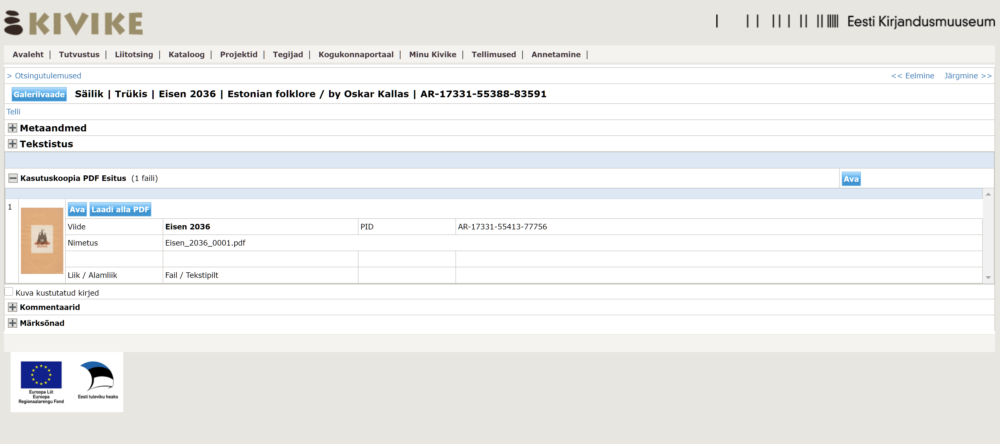 KIVIKE
Eesti Kirjandusmuuseum
Avaleht | Tutvustus | Liitotsing | Kataloog | Projektid | Tegijad | Kogukonnaportaal | Minu Kivike | Tellimused | Annetamine |
> Otsingutulemused << Eelmine Järgmine >>
Galeriivaade Säilik | Trükis | Eisen 2036 | Estonian folklore / by Oskar Kallas | AR-17331-55388-83591
Telli
Metaandmed
Tekstistus
Kasutuskoopia PDF Esitus (1 faili) Ava
1 Ava Laadi alla PDF
Viide Eisen 2036 PID AR-17331-55413-77756
Nimetus Eisen_2036_0001.pdf
Liik / Alamliik Fail / Tekstipilt
Kuva kustutatud kirjed
Kommentaarid
Märksõnad
Euroopa Liit
Euroopa
Regionaalarengu Fond
Eesti tuleviku heaks